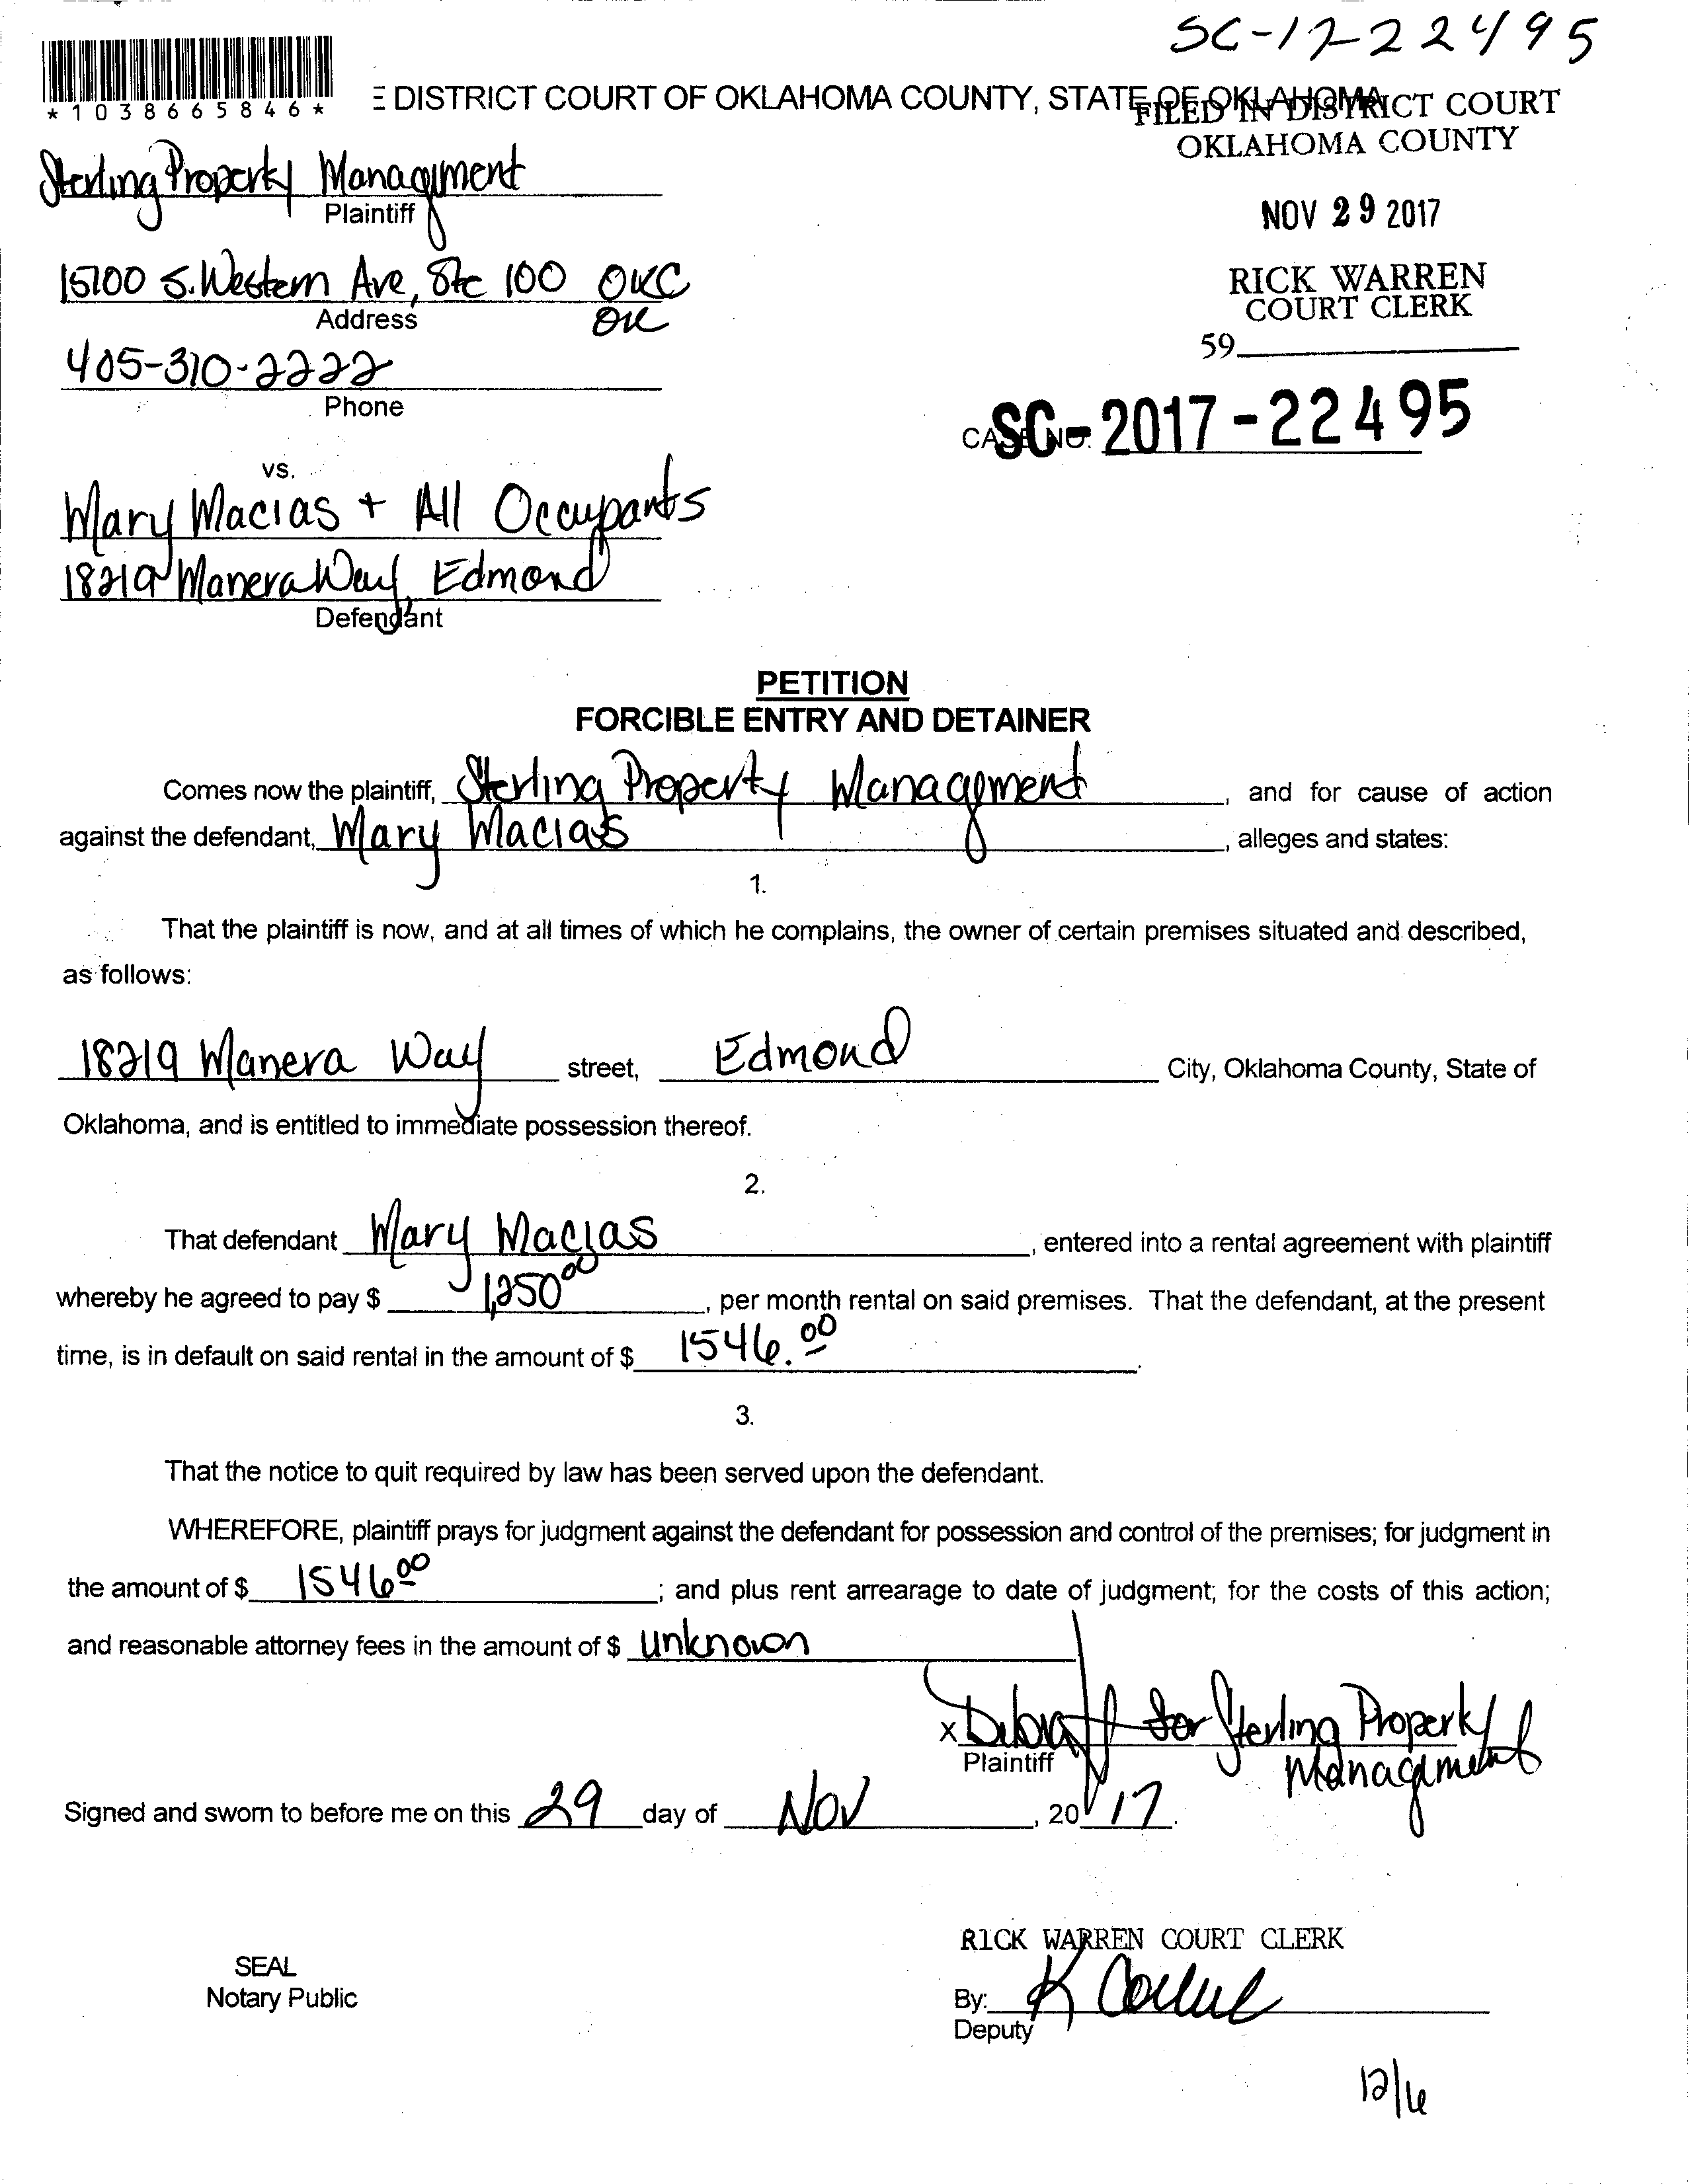 SC-17-22495
*1038665846*
E DISTRICT COURT OF OKLAHOMA COUNTY, STATE OF OKLAHOMA
FILED IN DISTRICT COURT
OKLAHOMA COUNTY
Sterling Property Management
Plaintiff
NOV 29 2017
15700 S. Western Ave, Ste 100 OKC
OK
Address
RICK WARREN
COURT CLERK
59
405-310-2222
Phone
CASE NO. SC-2017-22495
vs.
Mary Macias + All Occupants
18219 Manera Way, Edmond
Defendant
PETITION
FORCIBLE ENTRY AND DETAINER
Comes now the plaintiff, Sterling Property Management, and for cause of action
against the defendant, Mary Macias, alleges and states:
1.
That the plaintiff is now, and at all times of which he complains, the owner of certain premises situated and described,
as follows:
18219 Manera Way street, Edmond City, Oklahoma County, State of
Oklahoma, and is entitled to immediate possession thereof.
2.
That defendant Mary Macias, entered into a rental agreement with plaintiff
whereby he agreed to pay $ 1,250.00, per month rental on said premises. That the defendant, at the present
time, is in default on said rental in the amount of $ 1546.00.
3.
That the notice to quit required by law has been served upon the defendant.
WHEREFORE, plaintiff prays for judgment against the defendant for possession and control of the premises; for judgment in
the amount of $ 1546.00; and plus rent arrearage to date of judgment; for the costs of this action;
and reasonable attorney fees in the amount of $ unknown
x for Sterling Property
Management
Plaintiff
Signed and sworn to before me on this 29 day of Nov, 2017.
RICK WARREN COURT CLERK
SEAL
Notary Public
By: K
Deputy
12/6